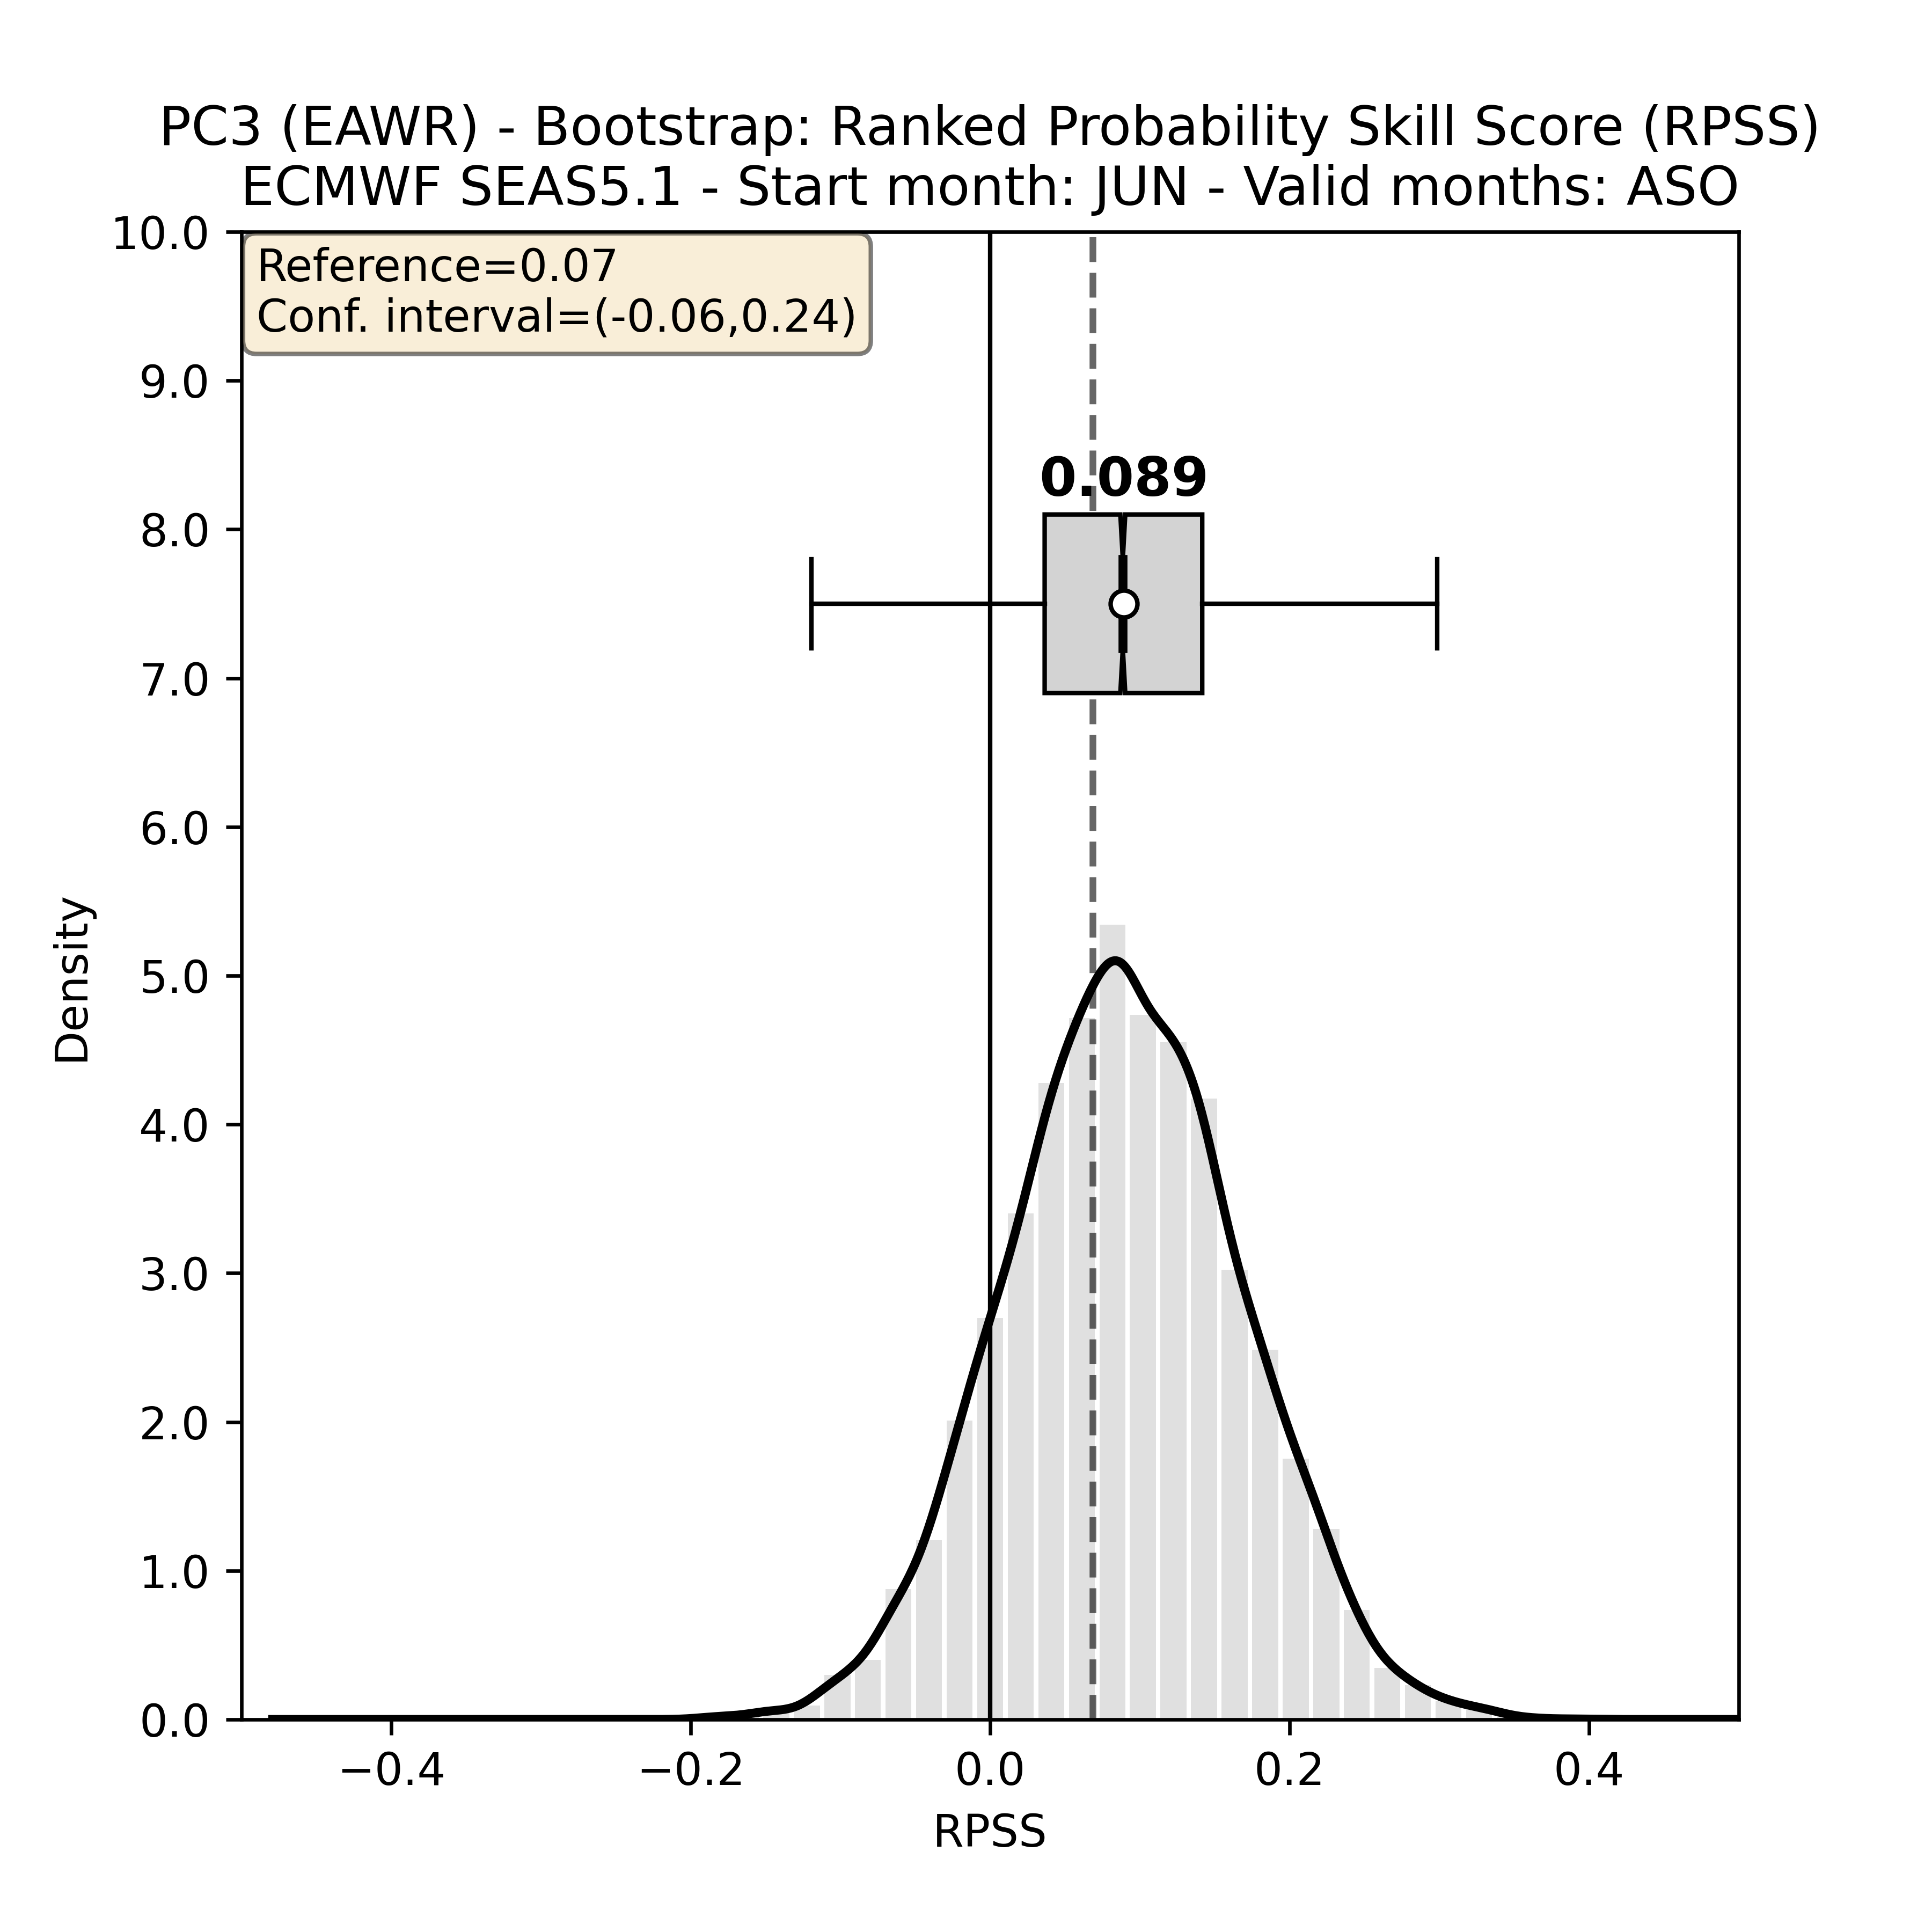 PC3 (EAWR) - Bootstrap: Ranked Probability Skill Score (RPSS)
ECMWF SEAS5.1 - Start month: JUN - Valid months: ASO
Reference=0.07
Conf. interval=(-0.06,0.24)
0.089
10.0
9.0
8.0
7.0
6.0
5.0
4.0
3.0
2.0
1.0
0.0
Density
−0.4
−0.2
0.0
0.2
0.4
RPSS